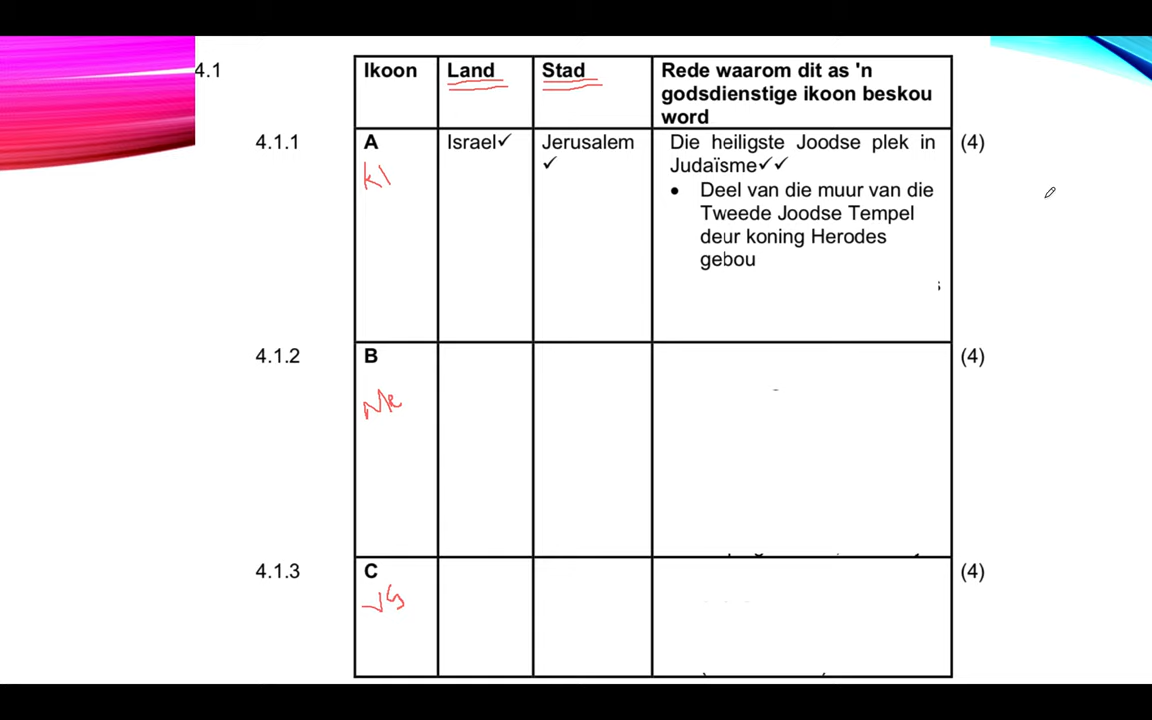 4.1
Ikoon Land Stad Rede waarom dit as 'n
godsdienstige ikoon beskou
word
4.1.1 A Israel✓ Jerusalem Die heiligste Joodse plek in (4)
✓ Judaïsme✓✓
• Deel van die muur van die
Tweede Joodse Tempel
deur koning Herodes
gebou
4.1.2 B (4)
4.1.3 C (4)